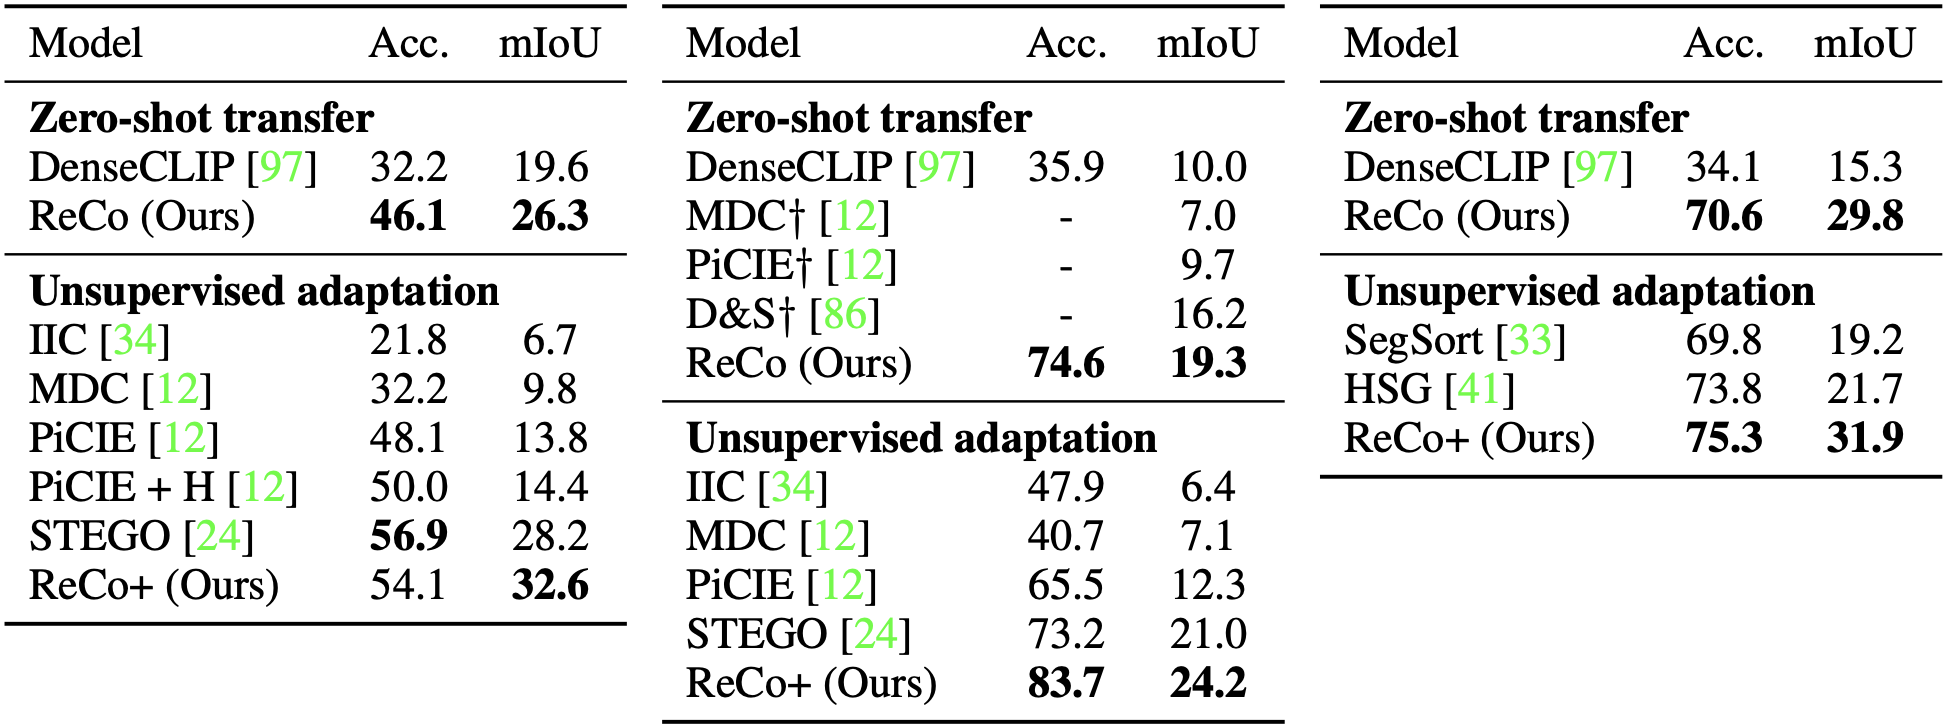 Model Acc. mIoU
Zero-shot transfer
DenseCLIP [97] 32.2 19.6
ReCo (Ours) 46.1 26.3
Unsupervised adaptation
IIC [34] 21.8 6.7
MDC [12] 32.2 9.8
PiCIE [12] 48.1 13.8
PiCIE + H [12] 50.0 14.4
STEGO [24] 56.9 28.2
ReCo+ (Ours) 54.1 32.6
Model Acc. mIoU
Zero-shot transfer
DenseCLIP [97] 35.9 10.0
MDC† [12] - 7.0
PiCIE† [12] - 9.7
D&S† [86] - 16.2
ReCo (Ours) 74.6 19.3
Unsupervised adaptation
IIC [34] 47.9 6.4
MDC [12] 40.7 7.1
PiCIE [12] 65.5 12.3
STEGO [24] 73.2 21.0
ReCo+ (Ours) 83.7 24.2
Model Acc. mIoU
Zero-shot transfer
DenseCLIP [97] 34.1 15.3
ReCo (Ours) 70.6 29.8
Unsupervised adaptation
SegSort [33] 69.8 19.2
HSG [41] 73.8 21.7
ReCo+ (Ours) 75.3 31.9